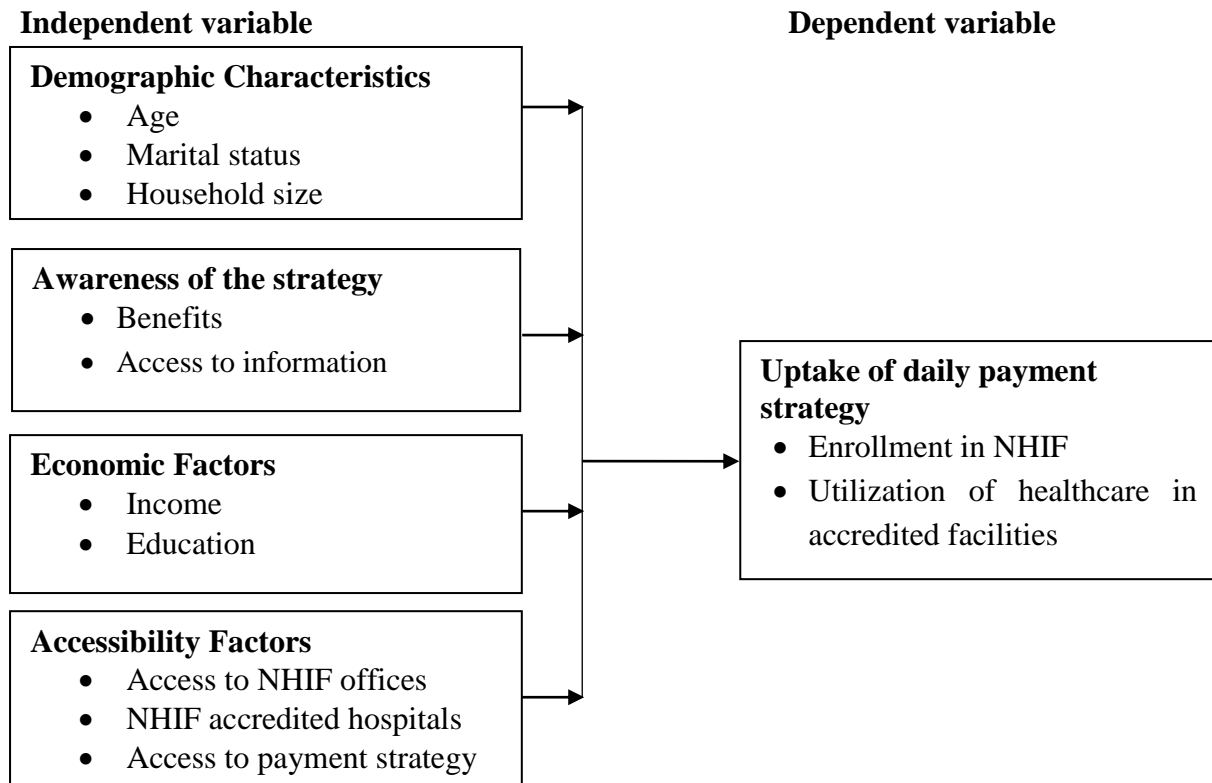 Independent variable
Dependent variable
Demographic Characteristics
• Age
• Marital status
• Household size
Awareness of the strategy
• Benefits
• Access to information
Economic Factors
• Income
• Education
Accessibility Factors
• Access to NHIF offices
• NHIF accredited hospitals
• Access to payment strategy
Uptake of daily payment
strategy
• Enrollment in NHIF
• Utilization of healthcare in
accredited facilities